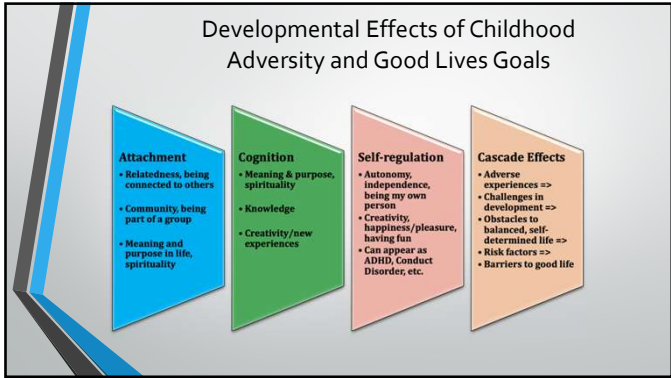 Developmental Effects of Childhood
Adversity and Good Lives Goals
Attachment
• Relatedness, being
connected to others
• Community, being
part of a group
• Meaning and
purpose in life,
spirituality
Cognition
• Meaning & purpose,
spirituality
• Knowledge
• Creativity/new
experiences
Self-regulation
• Autonomy,
independence,
being my own
person
• Creativity,
happiness/pleasure,
having fun
• Can appear as
ADHD, Conduct
Disorder, etc.
Cascade Effects
• Adverse
experiences =>
• Challenges in
development =>
• Obstacles to
balanced, self-
determined life =>
• Risk factors =>
• Barriers to good life